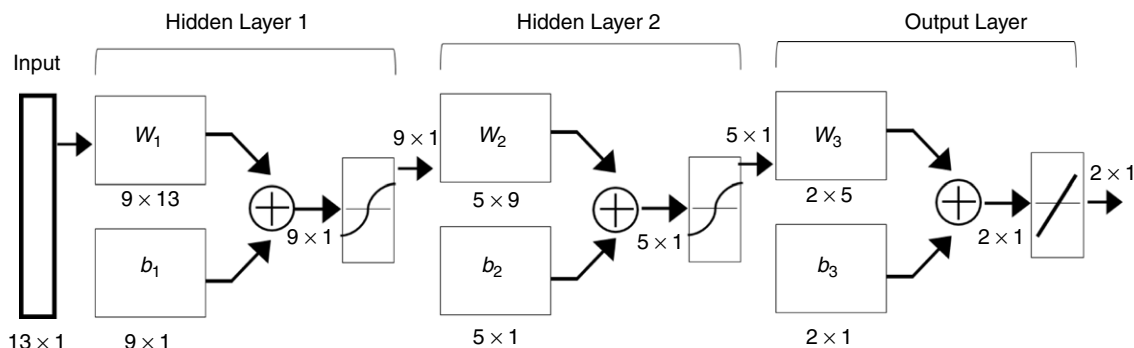 Hidden Layer 1
Hidden Layer 2
Output Layer
Input
W1
9 × 13
b1
9 × 1
9 × 1
9 × 1
W2
5 × 9
b2
5 × 1
5 × 1
5 × 1
W3
2 × 5
b3
2 × 1
2 × 1
2 × 1
13 × 1